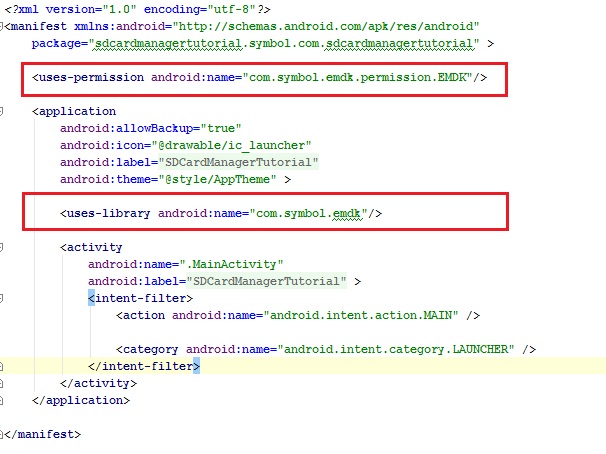 <?xml version="1.0" encoding="utf-8"?>
<manifest xmlns:android="http://schemas.android.com/apk/res/android"
    package="sdcardmanagertutorial.symbol.com.sdcardmanagertutorial" >
    <uses-permission android:name="com.symbol.emdk.permission.EMDK"/>
    <application
        android:allowBackup="true"
        android:icon="@drawable/ic_launcher"
        android:label="SDCardManagerTutorial"
        android:theme="@style/AppTheme" >
        <uses-library android:name="com.symbol.emdk"/>
        <activity
            android:name=".MainActivity"
            android:label="SDCardManagerTutorial" >
            <intent-filter>
                <action android:name="android.intent.action.MAIN" />
                <category android:name="android.intent.category.LAUNCHER" />
            </intent-filter>
        </activity>
    </application>
</manifest>